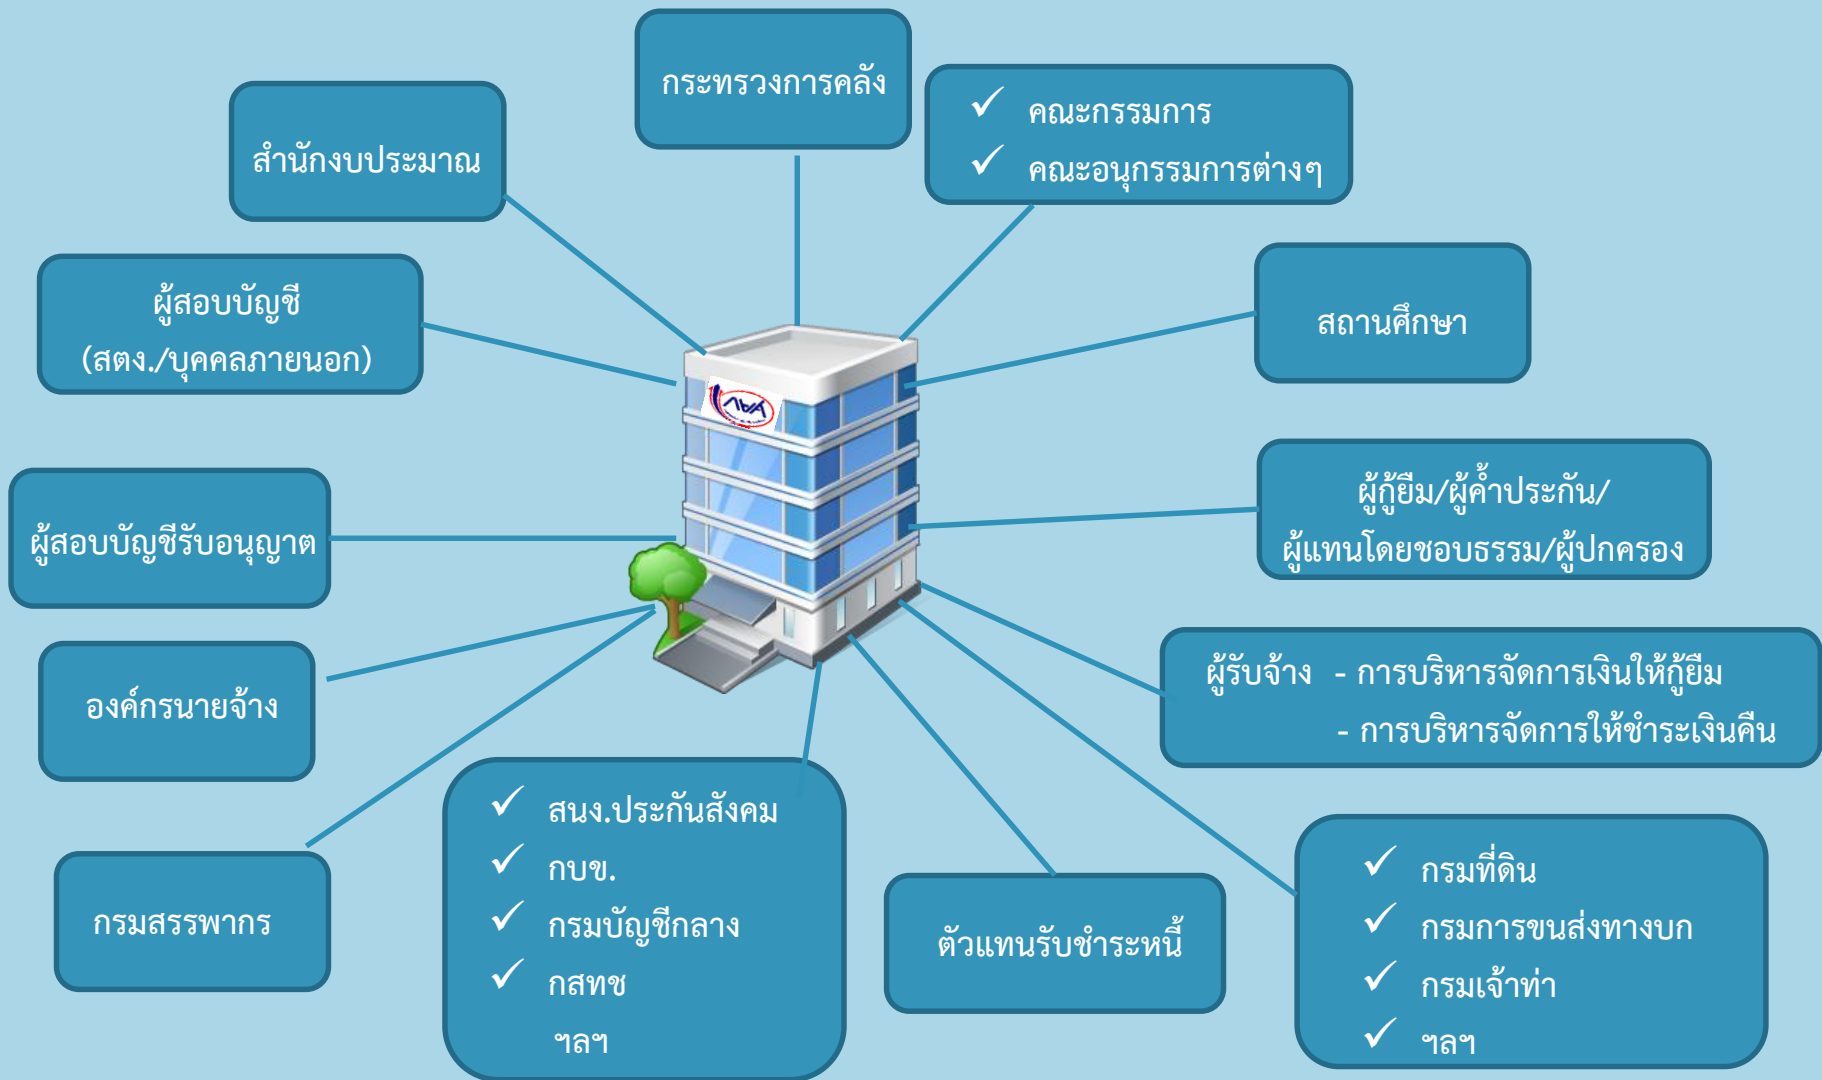 กระทรวงการคลัง
สำนักงบประมาณ
✓ คณะกรรมการ
✓ คณะอนุกรรมการต่างๆ
ผู้สอบบัญชี
(สตง./บุคคลภายนอก)
สถานศึกษา
กยศ
ผู้สอบบัญชีรับอนุญาต
ผู้กู้ยืม/ผู้ค้ำประกัน/
ผู้แทนโดยชอบธรรม/ผู้ปกครอง
องค์กรนายจ้าง
ผู้รับจ้าง - การบริหารจัดการเงินให้กู้ยืม
- การบริหารจัดการให้ชำระเงินคืน
กรมสรรพากร
✓ สนง.ประกันสังคม
✓ กบข.
✓ กรมบัญชีกลาง
✓ กสทช
ฯลฯ
ตัวแทนรับชำระหนี้
✓ กรมที่ดิน
✓ กรมการขนส่งทางบก
✓ กรมเจ้าท่า
✓ ฯลฯ